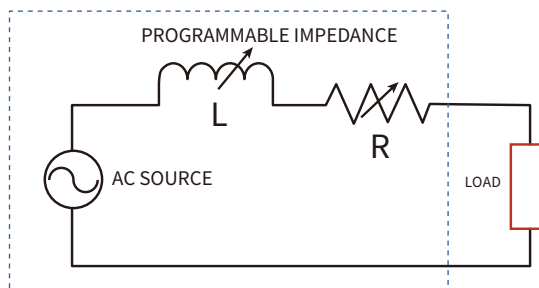 PROGRAMMABLE IMPEDANCE
L
R
AC SOURCE
LOAD